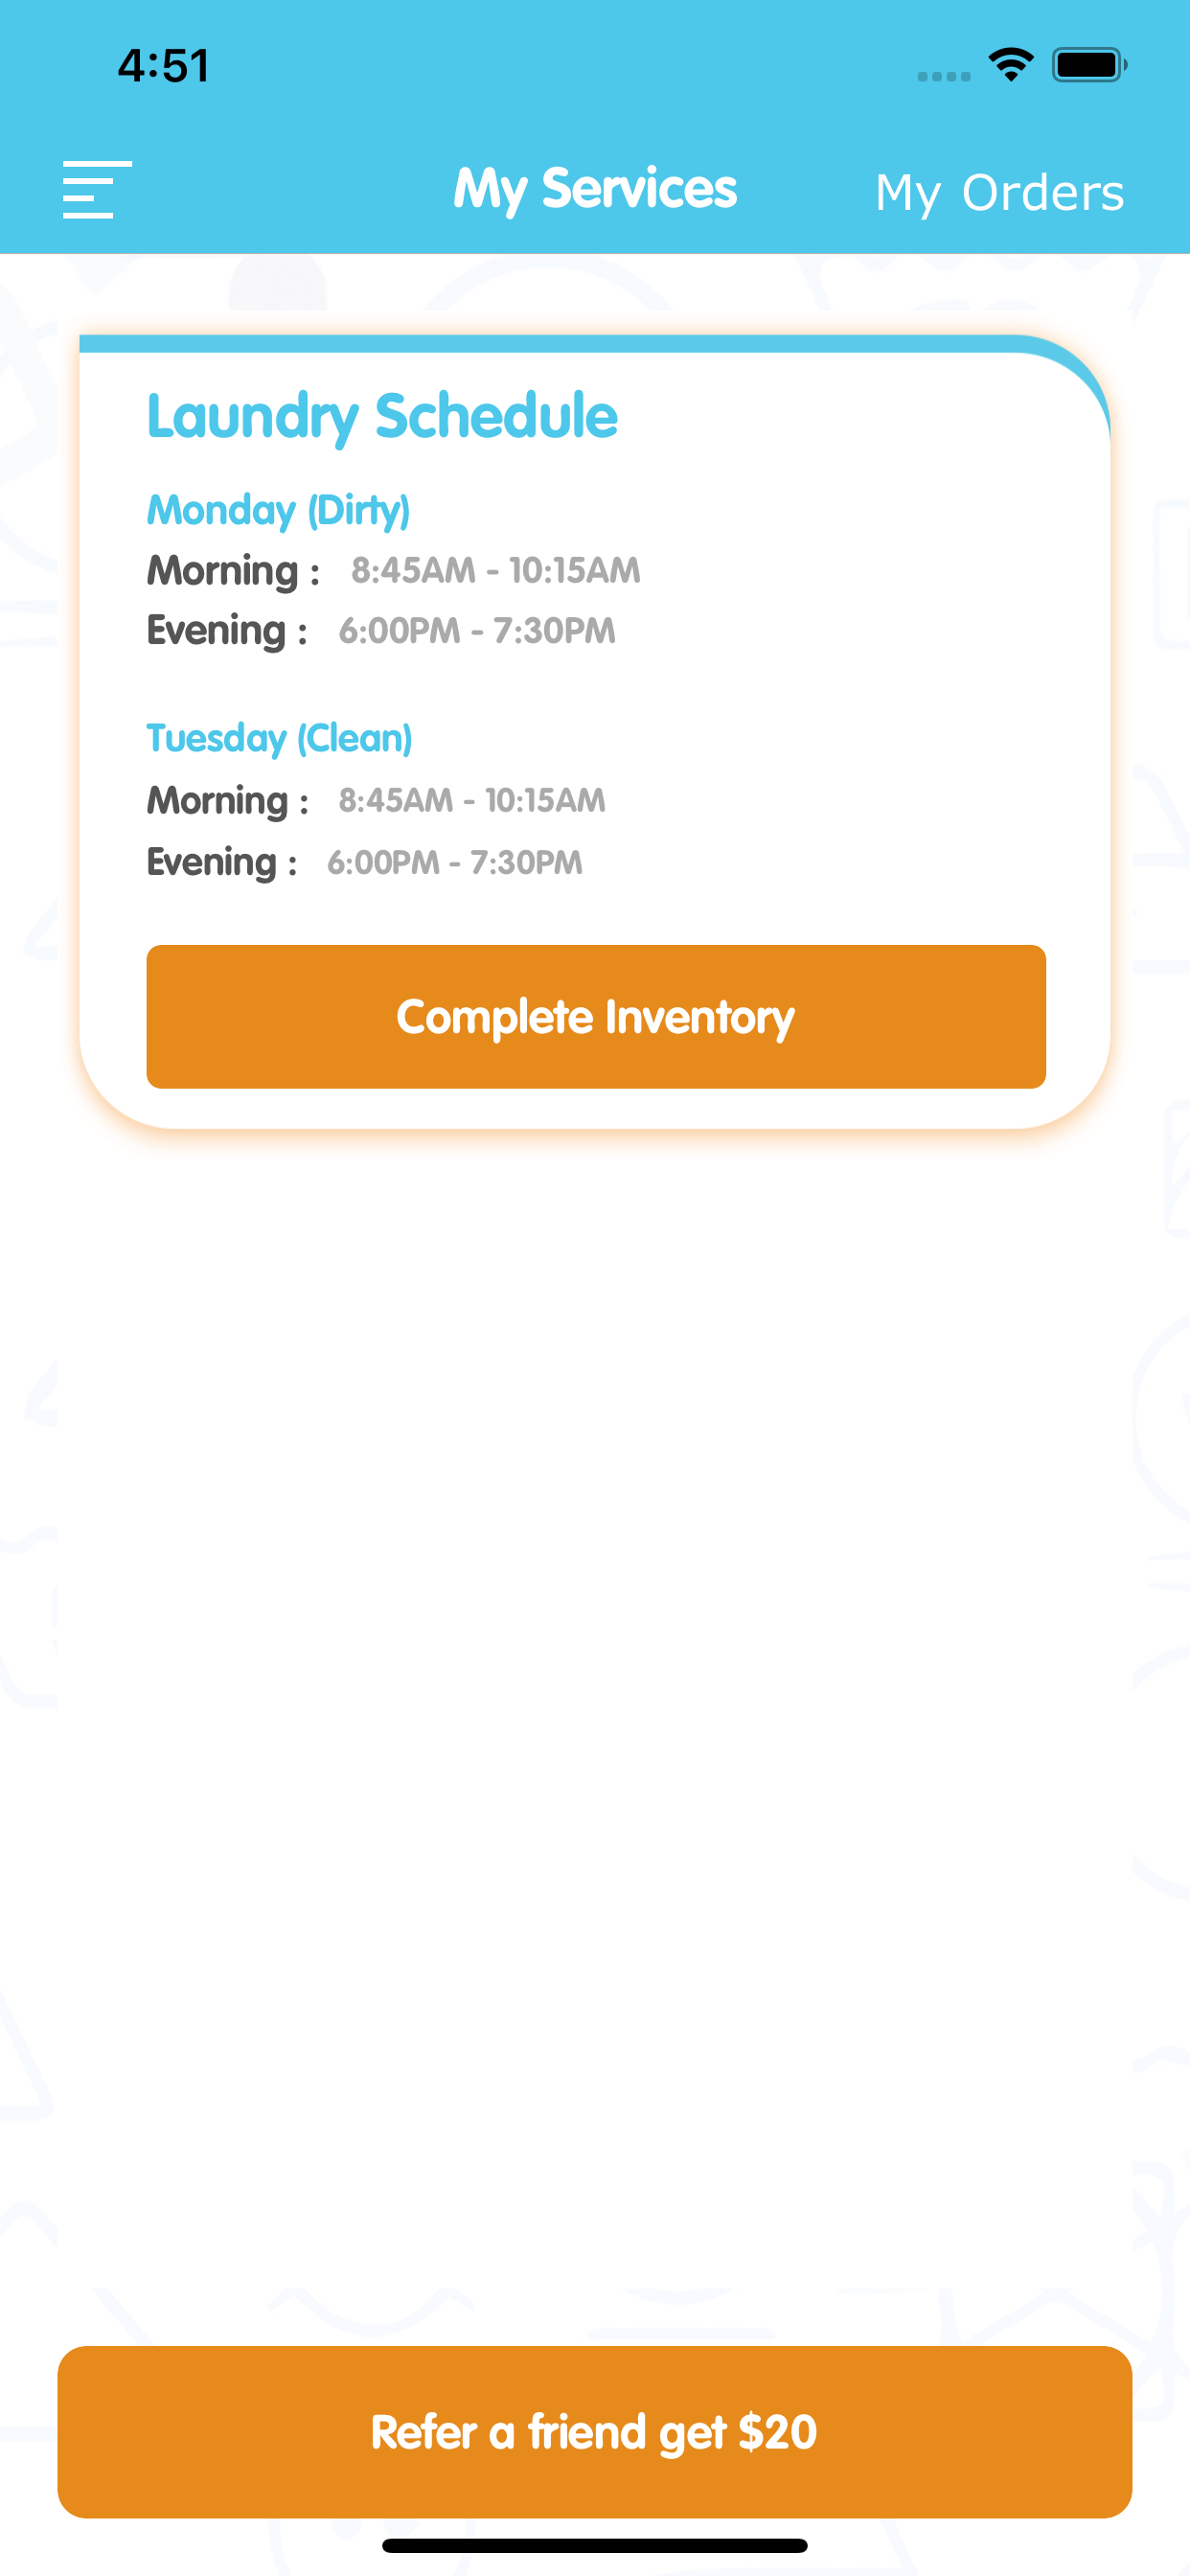 4:51
My Services
My Orders
Laundry Schedule
Monday (Dirty)
Morning : 8:45AM - 10:15AM
Evening : 6:00PM - 7:30PM
Tuesday (Clean)
Morning : 8:45AM - 10:15AM
Evening : 6:00PM - 7:30PM
Complete Inventory
Refer a friend get $20